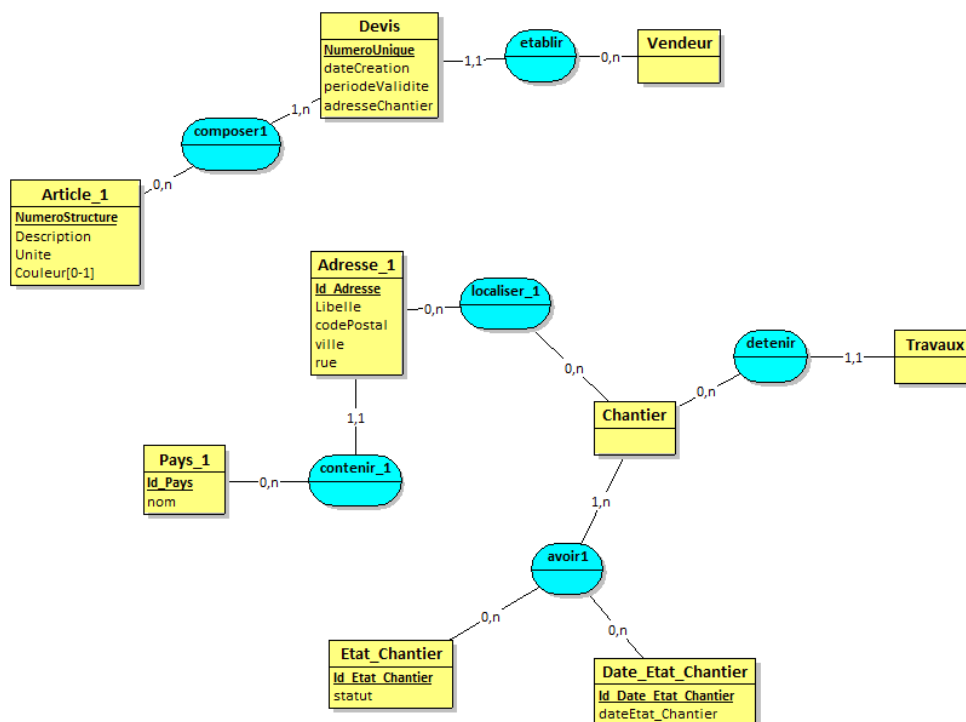 Devis
NumeroUnique
dateCreation
periodeValidite
adresseChantier
1,1
etablir
0,n
Vendeur
1,n
composer1
0,n
Article_1
NumeroStructure
Description
Unite
Couleur[0-1]
Adresse_1
Id_Adresse
Libelle
codePostal
ville
rue
0,n
localiser_1
0,n
detenir
1,1
Travaux
0,n
Chantier
1,1
Pays_1
Id_Pays
nom
0,n
contenir_1
1,n
avoir1
0,n
0,n
Etat_Chantier
Id_Etat_Chantier
statut
Date_Etat_Chantier
Id_Date_Etat_Chantier
dateEtat_Chantier